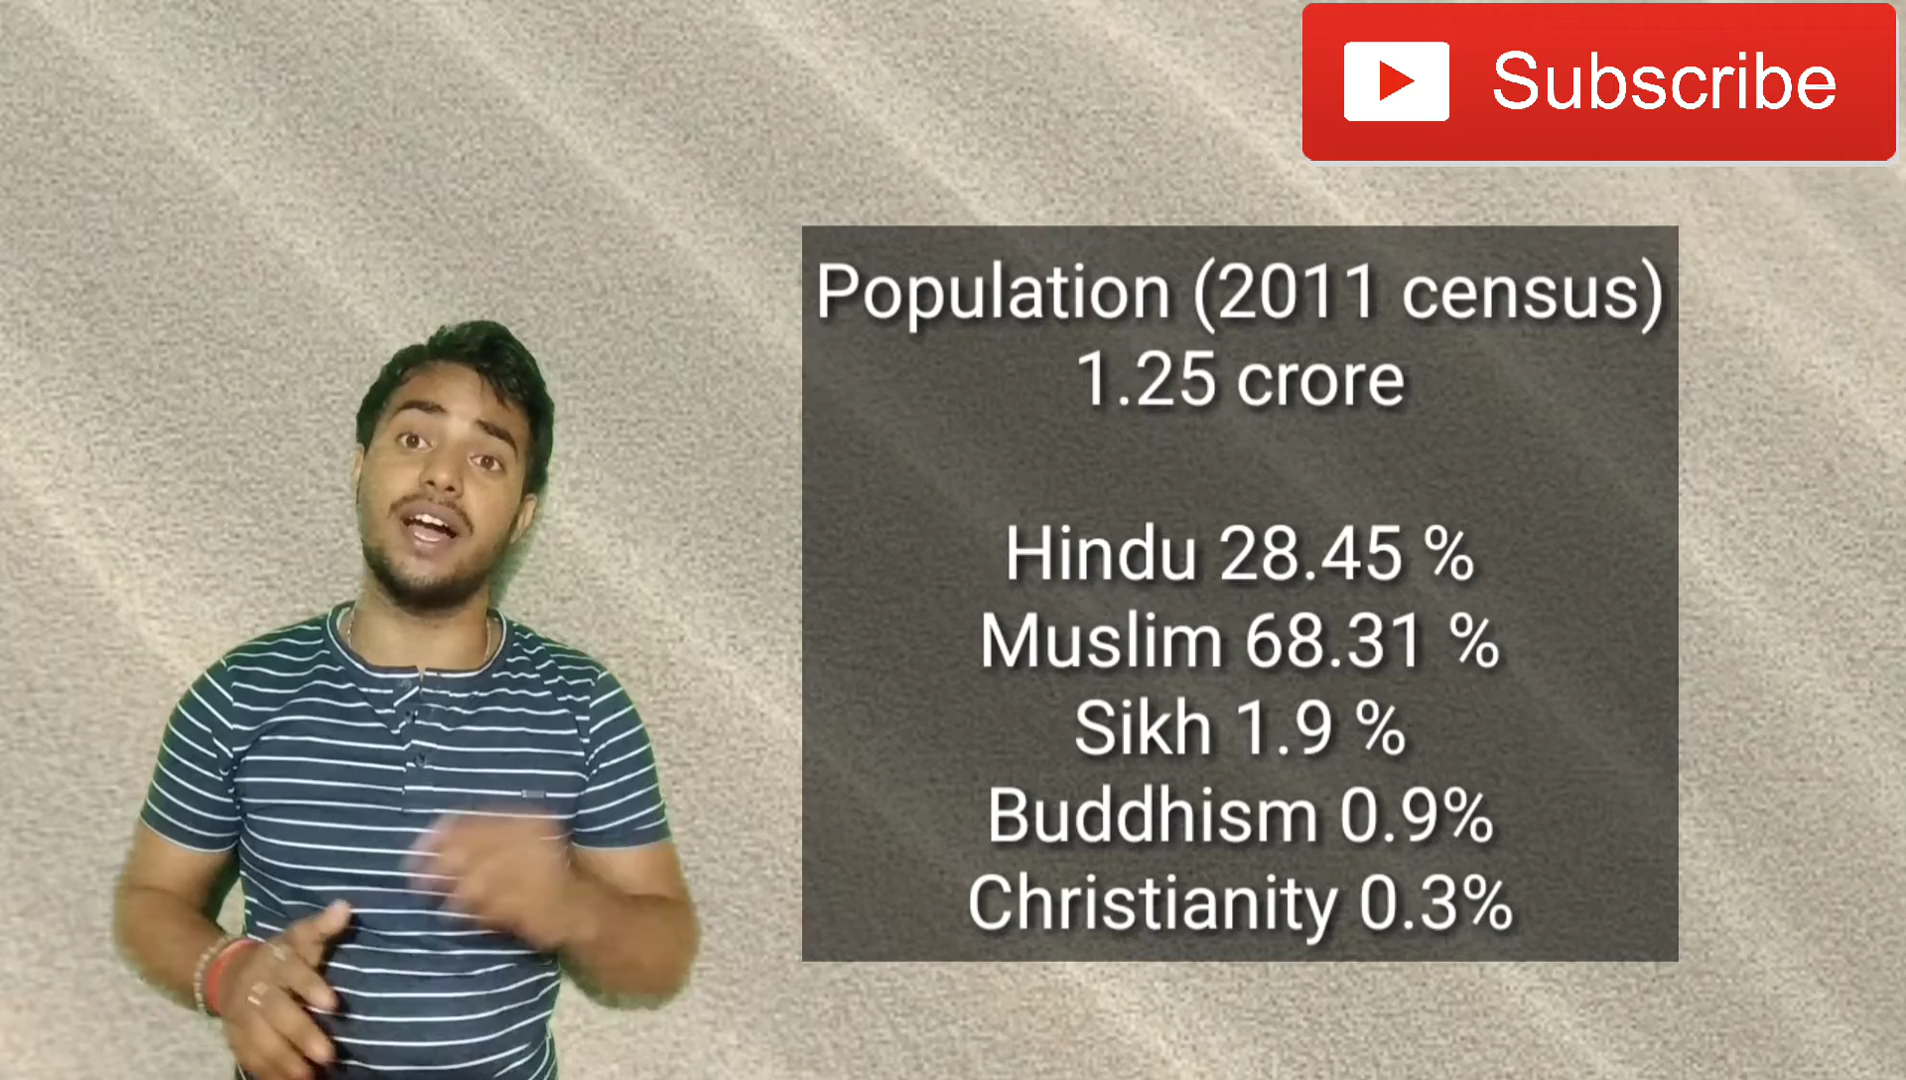 Subscribe
Population (2011 census)
1.25 crore
Hindu 28.45 %
Muslim 68.31 %
Sikh 1.9 %
Buddhism 0.9%
Christianity 0.3%